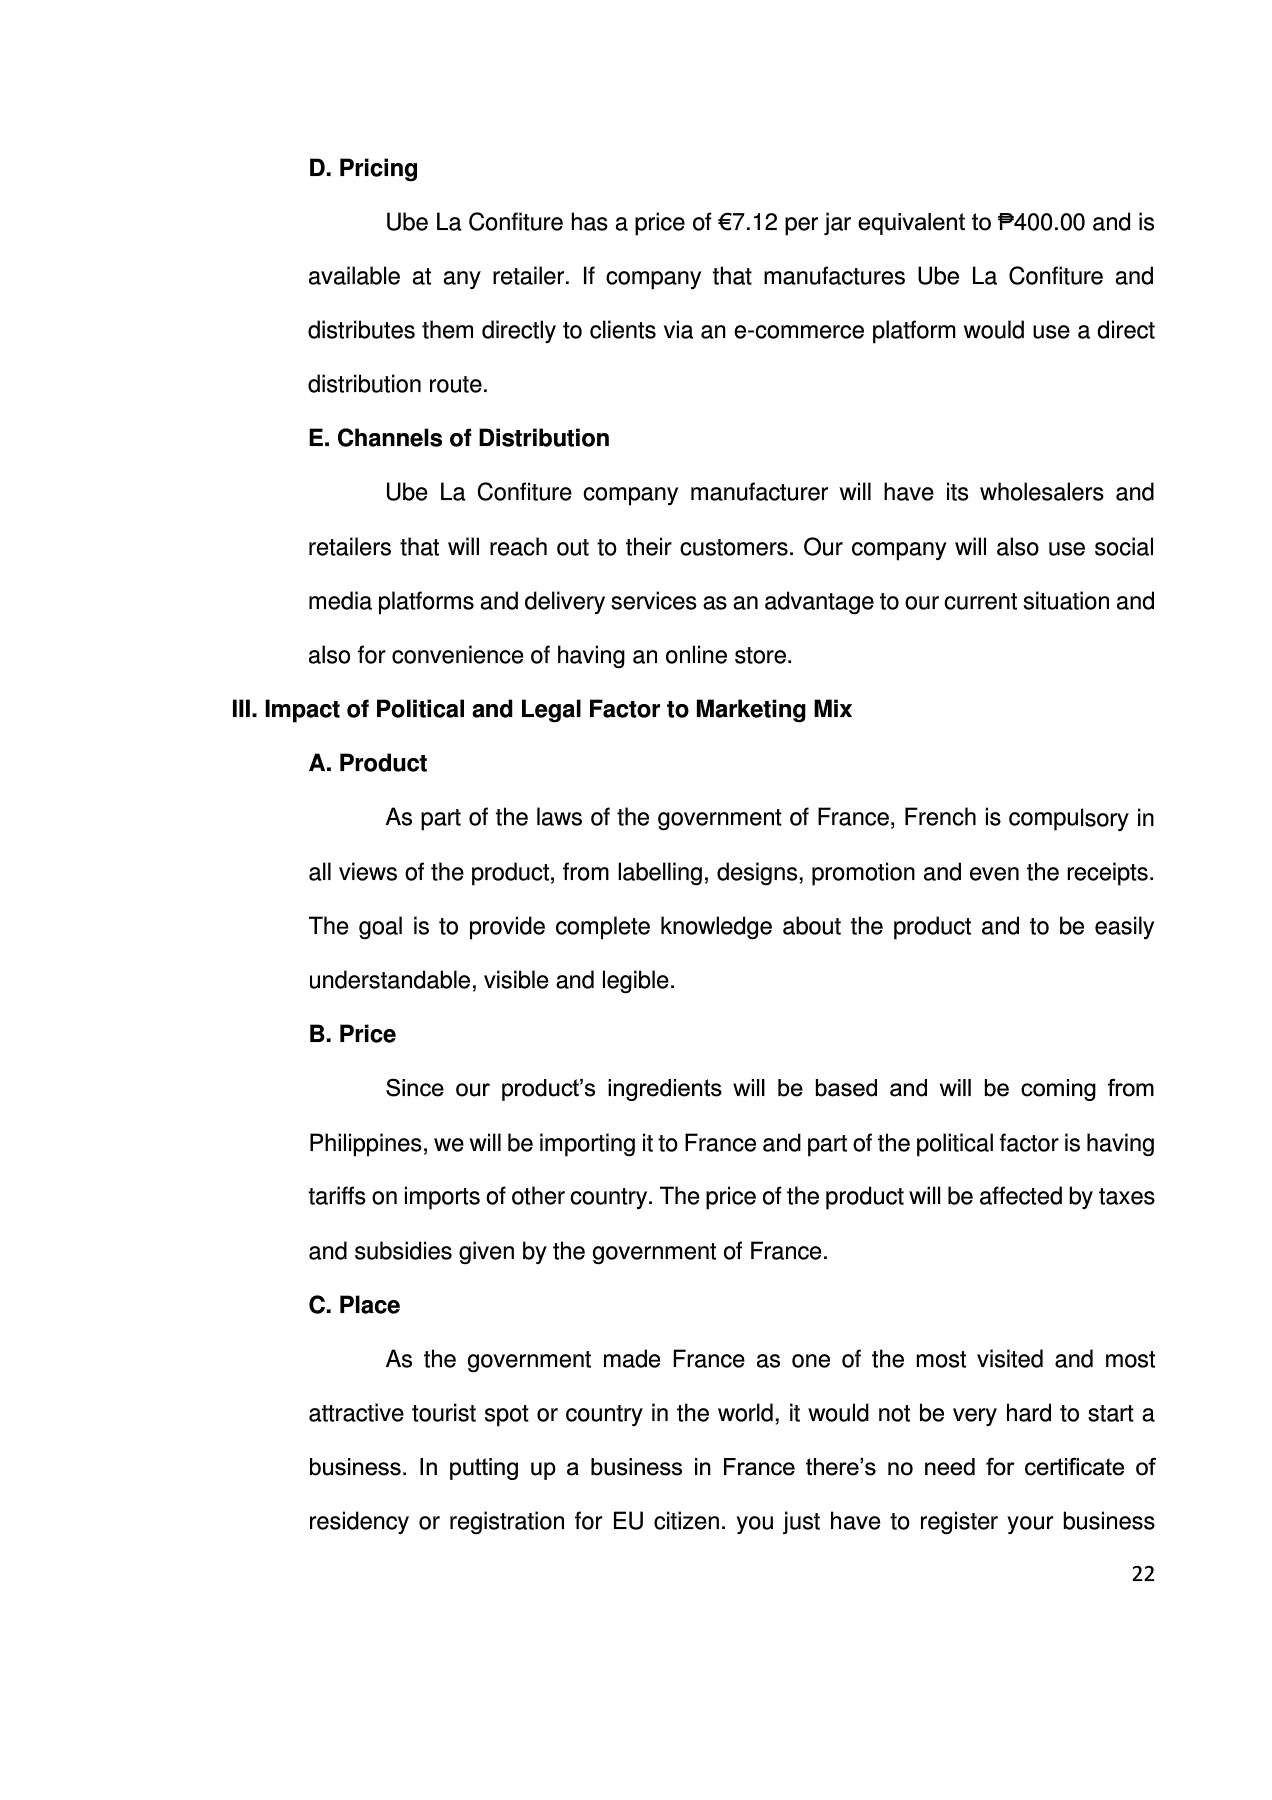 D. Pricing
Ube La Confiture has a price of €7.12 per jar equivalent to ₱400.00 and is
available at any retailer. If company that manufactures Ube La Confiture and
distributes them directly to clients via an e-commerce platform would use a direct
distribution route.
E. Channels of Distribution
Ube La Confiture company manufacturer will have its wholesalers and
retailers that will reach out to their customers. Our company will also use social
media platforms and delivery services as an advantage to our current situation and
also for convenience of having an online store.
III. Impact of Political and Legal Factor to Marketing Mix
A. Product
As part of the laws of the government of France, French is compulsory in
all views of the product, from labelling, designs, promotion and even the receipts.
The goal is to provide complete knowledge about the product and to be easily
understandable, visible and legible.
B. Price
Since our product’s ingredients will be based and will be coming from
Philippines, we will be importing it to France and part of the political factor is having
tariffs on imports of other country. The price of the product will be affected by taxes
and subsidies given by the government of France.
C. Place
As the government made France as one of the most visited and most
attractive tourist spot or country in the world, it would not be very hard to start a
business. In putting up a business in France there’s no need for certificate of
residency or registration for EU citizen. you just have to register your business
22